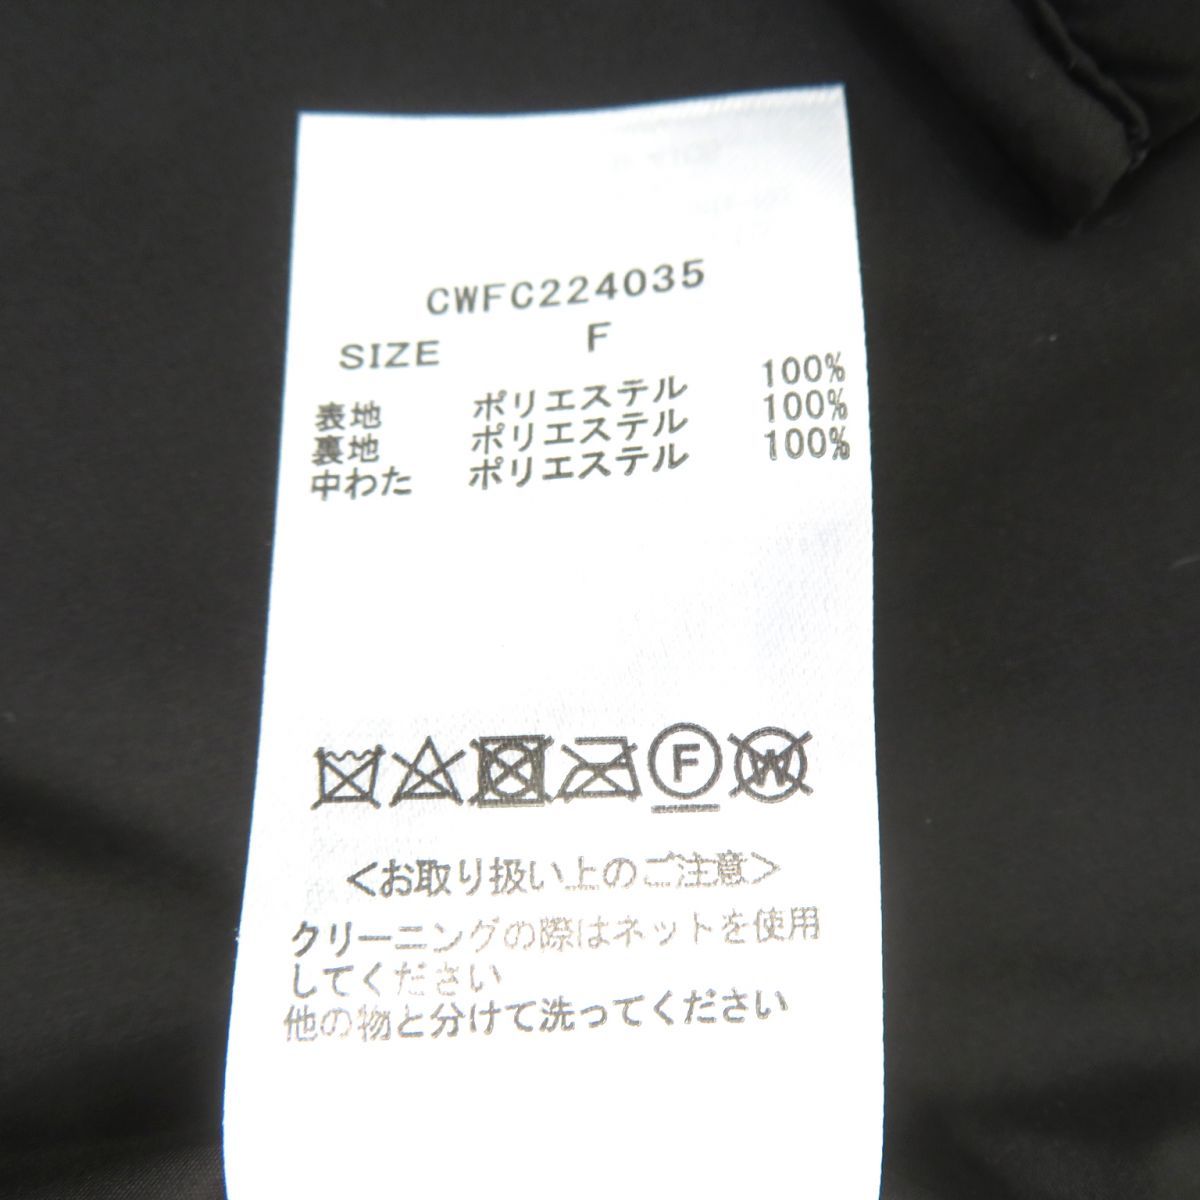 CWFC224035
SIZE F
表地 ポリエステル 100%
裏地 ポリエステル 100%
中わた ポリエステル 100%
F W
<お取り扱い上のご注意>
クリーニングの際はネットを使用
してください
他の物と分けて洗ってください